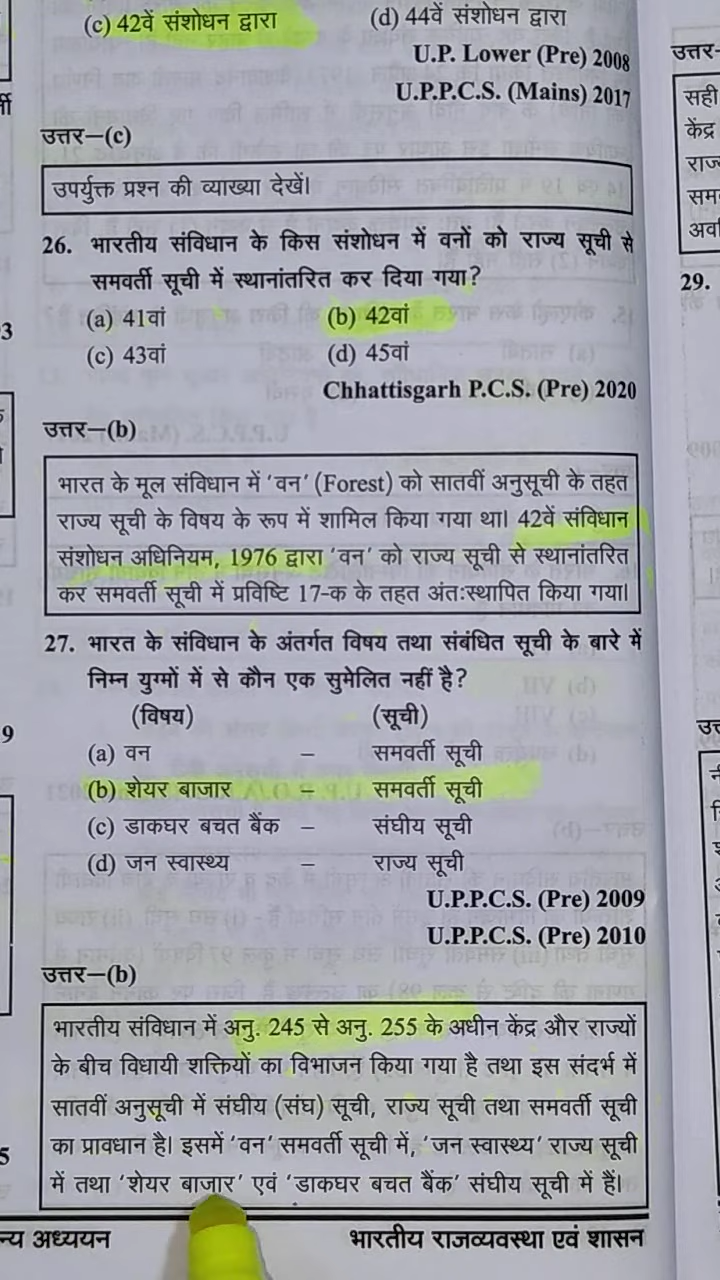 (c) 42वें संशोधन द्वारा (d) 44वें संशोधन द्वारा
U.P. Lower (Pre) 2008
U.P.P.C.S. (Mains) 2017
उत्तर–(c)
उपर्युक्त प्रश्न की व्याख्या देखें।
26. भारतीय संविधान के किस संशोधन में वनों को राज्य सूची से
समवर्ती सूची में स्थानांतरित कर दिया गया?
(a) 41वां (b) 42वां
(c) 43वां (d) 45वां
Chhattisgarh P.C.S. (Pre) 2020
उत्तर–(b)
भारत के मूल संविधान में 'वन' (Forest) को सातवीं अनुसूची के तहत
राज्य सूची के विषय के रूप में शामिल किया गया था। 42वें संविधान
संशोधन अधिनियम, 1976 द्वारा 'वन' को राज्य सूची से स्थानांतरित
कर समवर्ती सूची में प्रविष्टि 17-क के तहत अंतःस्थापित किया गया।
27. भारत के संविधान के अंतर्गत विषय तथा संबंधित सूची के बारे में
निम्न युग्मों में से कौन एक सुमेलित नहीं है?
(विषय) (सूची)
(a) वन – समवर्ती सूची
(b) शेयर बाजार – समवर्ती सूची
(c) डाकघर बचत बैंक – संघीय सूची
(d) जन स्वास्थ्य – राज्य सूची
U.P.P.C.S. (Pre) 2009
U.P.P.C.S. (Pre) 2010
उत्तर–(b)
भारतीय संविधान में अनु. 245 से अनु. 255 के अधीन केंद्र और राज्यों
के बीच विधायी शक्तियों का विभाजन किया गया है तथा इस संदर्भ में
सातवीं अनुसूची में संघीय (संघ) सूची, राज्य सूची तथा समवर्ती सूची
का प्रावधान है। इसमें 'वन' समवर्ती सूची में, 'जन स्वास्थ्य' राज्य सूची
में तथा 'शेयर बाजार' एवं 'डाकघर बचत बैंक' संघीय सूची में हैं।
अध्ययन भारतीय राजव्यवस्था एवं शासन
उत्तर-
सही
केंद्र
29.